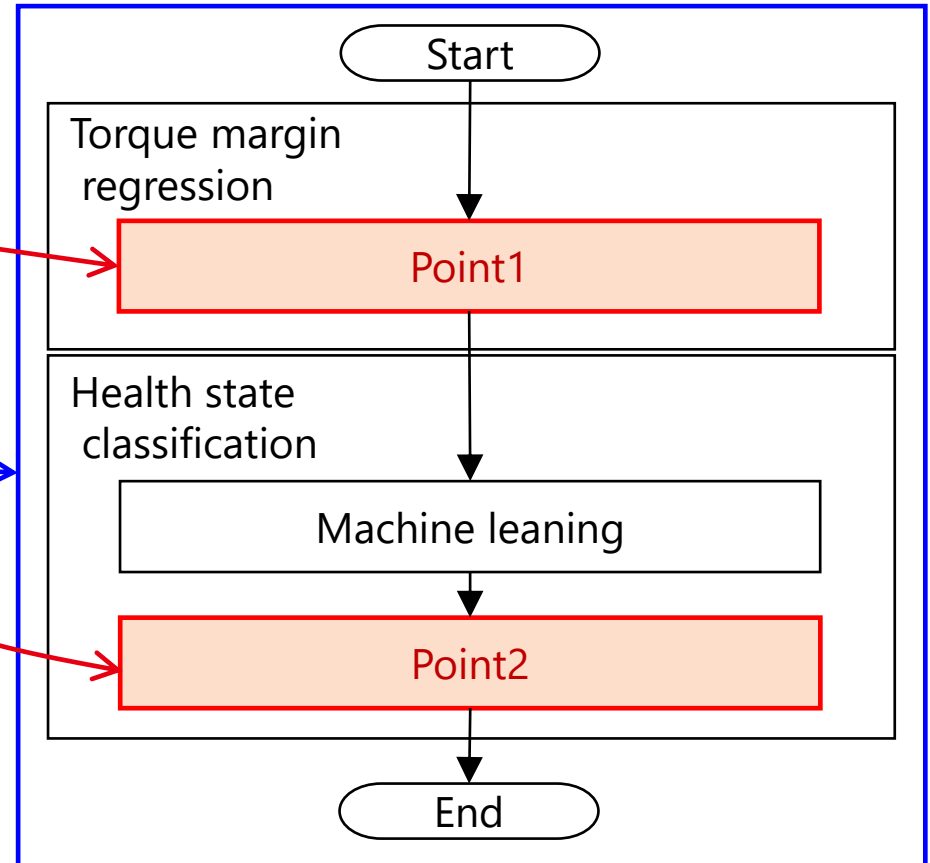 Start
Torque margin
regression
Point1
Health state
classification
Machine leaning
Point2
End